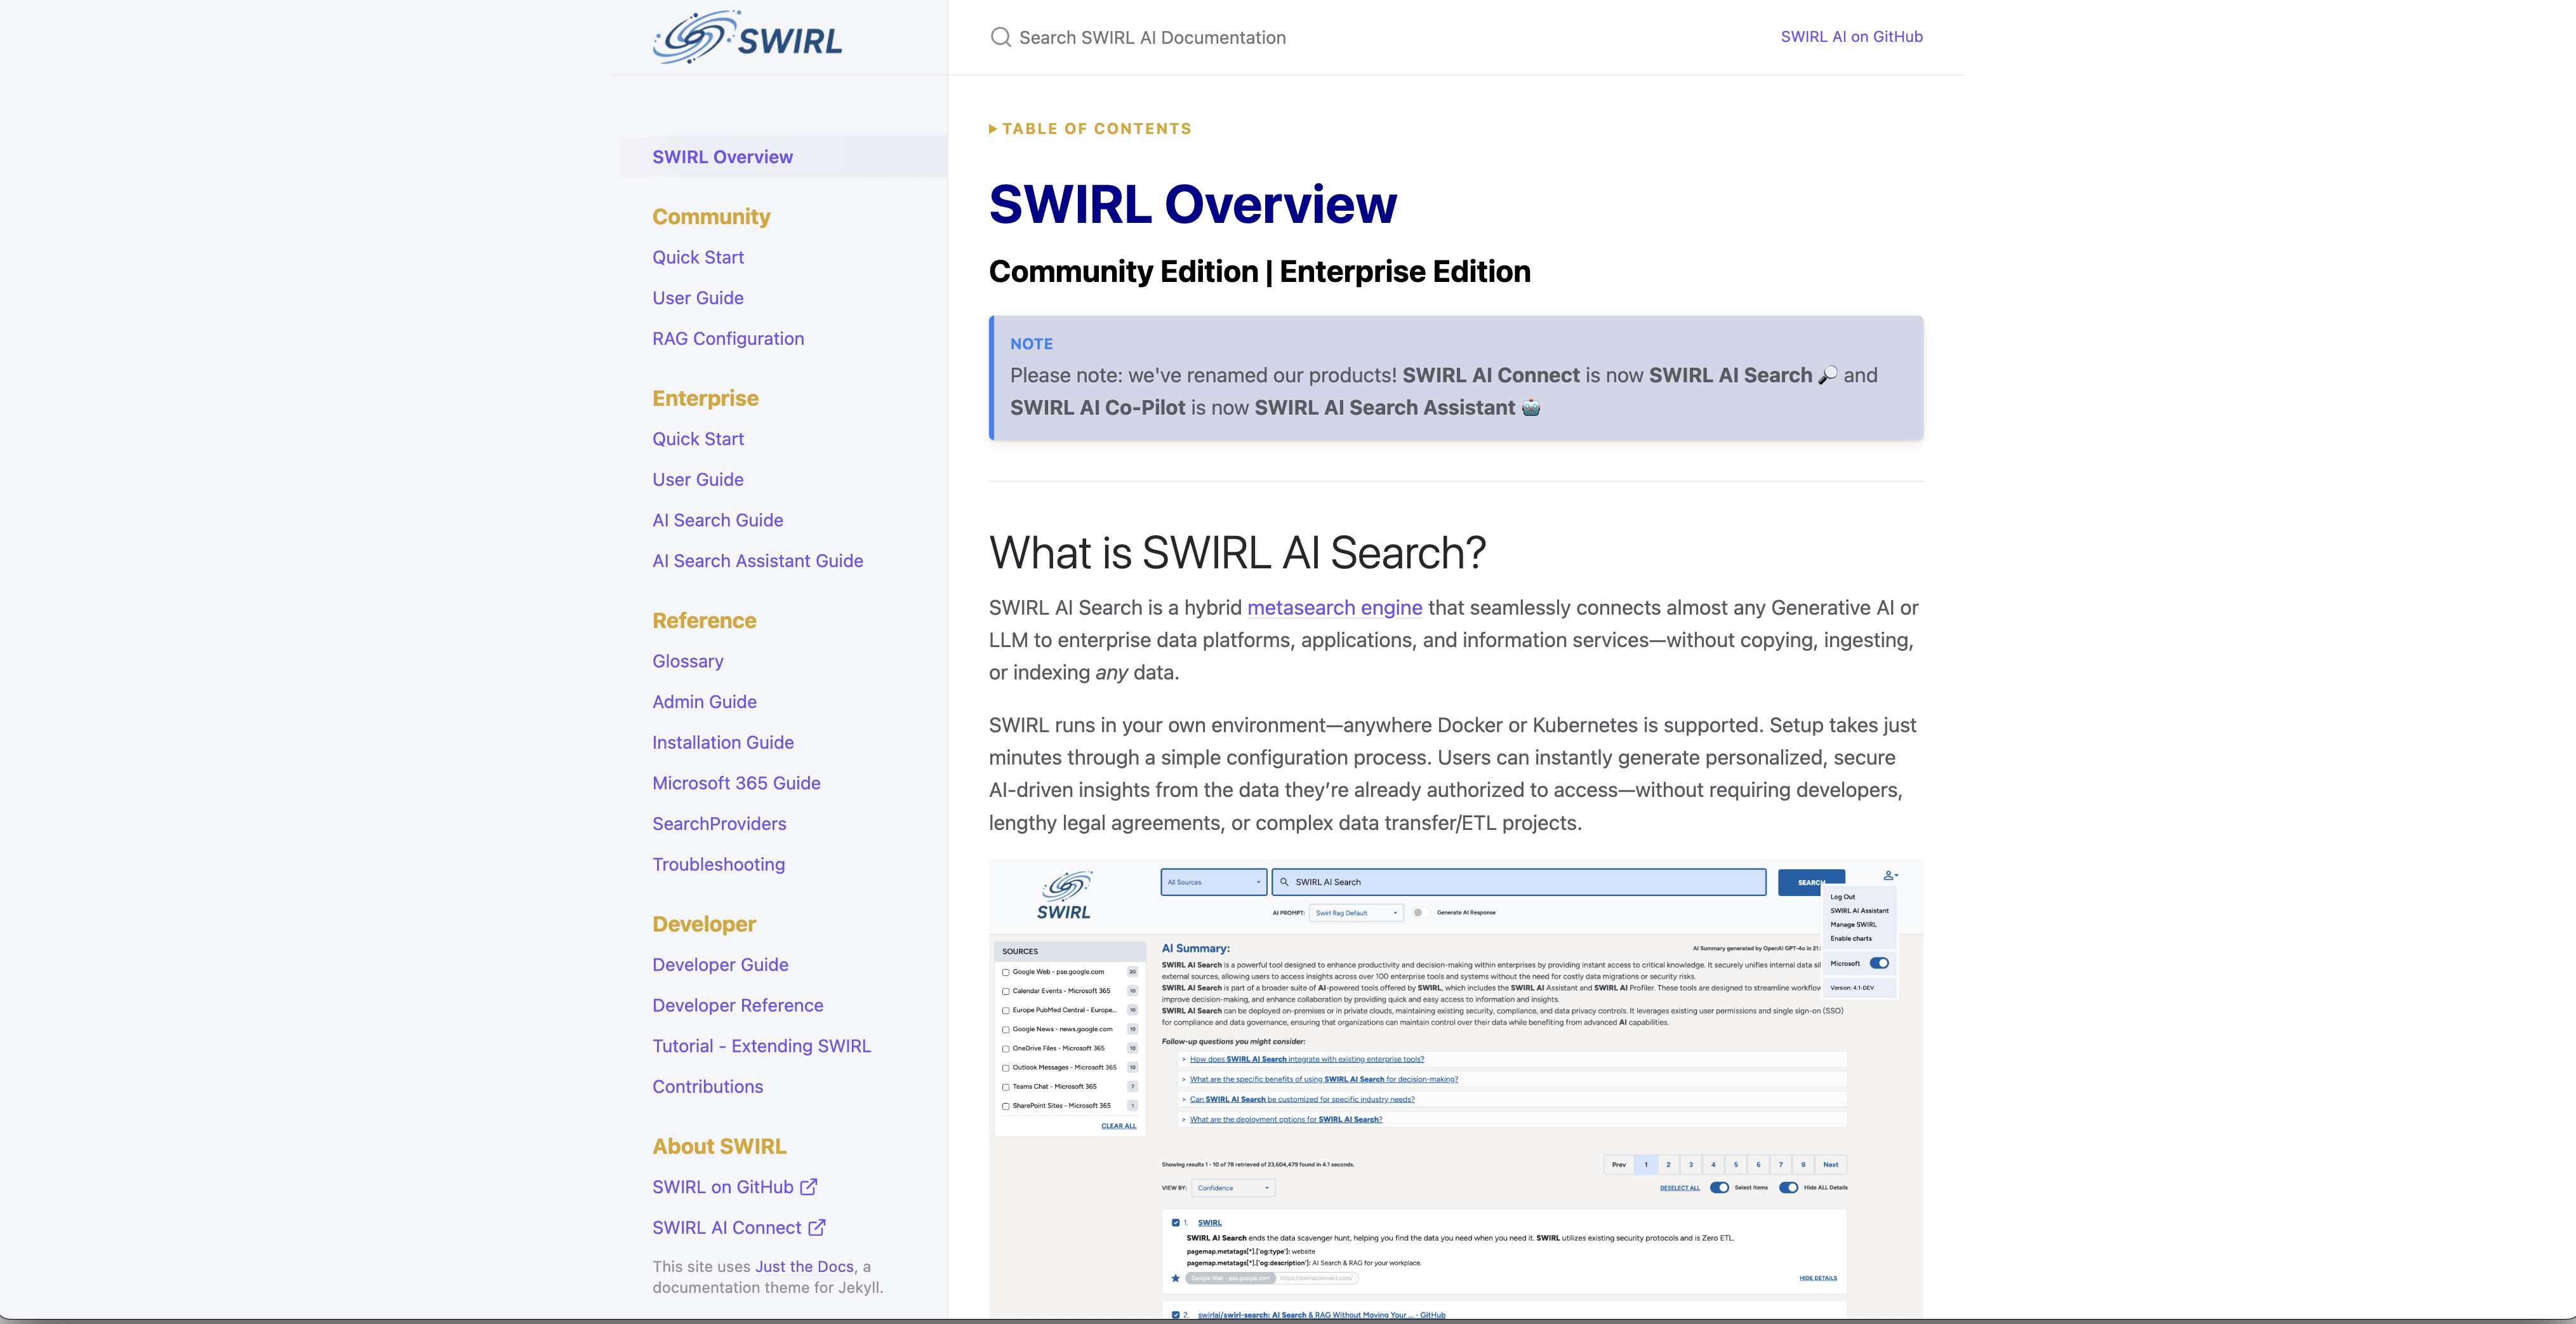 SWIRL
Search SWIRL AI Documentation
SWIRL AI on GitHub
SWIRL Overview
Community
Quick Start
User Guide
RAG Configuration
Enterprise
Quick Start
User Guide
AI Search Guide
AI Search Assistant Guide
Reference
Glossary
Admin Guide
Installation Guide
Microsoft 365 Guide
SearchProviders
Troubleshooting
Developer
Developer Guide
Developer Reference
Tutorial - Extending SWIRL
Contributions
About SWIRL
SWIRL on GitHub
SWIRL AI Connect
This site uses Just the Docs, a
documentation theme for Jekyll.
TABLE OF CONTENTS
SWIRL Overview
Community Edition | Enterprise Edition
NOTE
Please note: we've renamed our products! SWIRL AI Connect is now SWIRL AI Search 🔎 and
SWIRL AI Co-Pilot is now SWIRL AI Search Assistant 🤖
What is SWIRL AI Search?
SWIRL AI Search is a hybrid metasearch engine that seamlessly connects almost any Generative AI or
LLM to enterprise data platforms, applications, and information services—without copying, ingesting,
or indexing any data.
SWIRL runs in your own environment—anywhere Docker or Kubernetes is supported. Setup takes just
minutes through a simple configuration process. Users can instantly generate personalized, secure
AI-driven insights from the data they’re already authorized to access—without requiring developers,
lengthy legal agreements, or complex data transfer/ETL projects.
SWIRL
All Sources
SWIRL AI Search
SEARCH
AI PROMPT:
Swirl Rag Default
Generate AI Response
Log Out
SWIRL AI Assistant
Manage SWIRL
Enable charts
Microsoft
Version: 4.1-DEV
SOURCES
Google Web - pse.google.com 20
Calendar Events - Microsoft 365 10
Europe PubMed Central - Europe... 10
Google News - news.google.com 10
OneDrive Files - Microsoft 365 10
Outlook Messages - Microsoft 365 10
Teams Chat - Microsoft 365 7
SharePoint Sites - Microsoft 365 1
CLEAR ALL
AI Summary:
AI Summary generated by OpenAI GPT-4o in 21.
SWIRL AI Search is a powerful tool designed to enhance productivity and decision-making within enterprises by providing instant access to critical knowledge. It securely unifies internal data sil
external sources, allowing users to access insights across over 100 enterprise tools and systems without the need for costly data migrations or security risks.
SWIRL AI Search is part of a broader suite of AI-powered tools offered by SWIRL, which includes the SWIRL AI Assistant and SWIRL AI Profiler. These tools are designed to streamline workflow
improve decision-making, and enhance collaboration by providing quick and easy access to information and insights.
SWIRL AI Search can be deployed on-premises or in private clouds, maintaining existing security, compliance, and data privacy controls. It leverages existing user permissions and single sign-on (SSO)
for compliance and data governance, ensuring that organizations can maintain control over their data while benefiting from advanced AI capabilities.
Follow-up questions you might consider:
> How does SWIRL AI Search integrate with existing enterprise tools?
> What are the specific benefits of using SWIRL AI Search for decision-making?
> Can SWIRL AI Search be customized for specific industry needs?
> What are the deployment options for SWIRL AI Search?
Showing results 1 - 10 of 78 retrieved of 23,604,479 found in 4.1 seconds.
Prev 1 2 3 4 5 6 7 8 Next
VIEW BY: Confidence
DESELECT ALL Select Items Hide ALL Details
1. SWIRL
SWIRL AI Search ends the data scavenger hunt, helping you find the data you need when you need it. SWIRL utilizes existing security protocols and is Zero ETL.
pagemap.metatags[*].['og:type']: website
pagemap.metatags[*].['og:description']: AI Search & RAG for your workplace.
Google Web - pse.google.com https://swirlaiconnect.com/
HIDE DETAILS
2. swirlai/swirl-search: AI Search & RAG Without Moving Your ... - GitHub